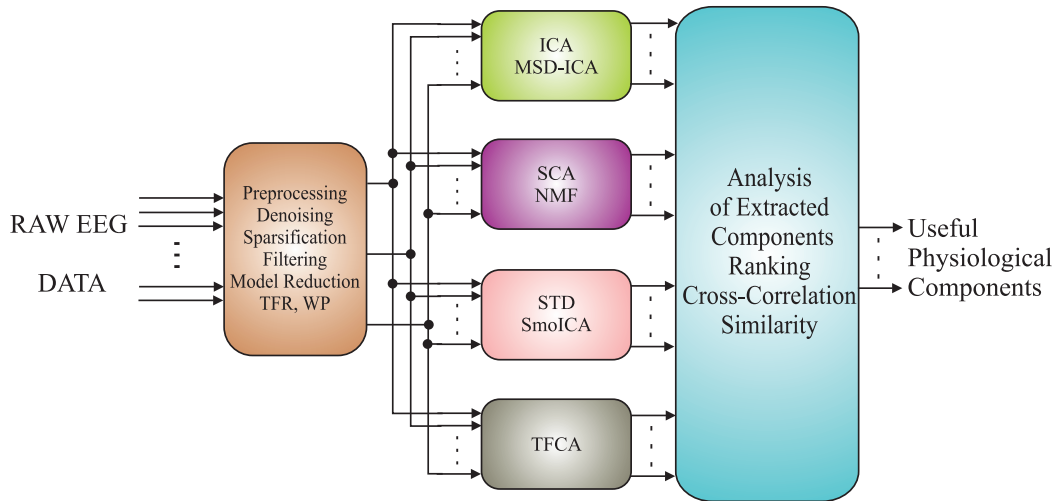 RAW EEG
DATA
Preprocessing
Denoising
Sparsification
Filtering
Model Reduction
TFR, WP
ICA
MSD-ICA
SCA
NMF
STD
SmoICA
TFCA
Analysis
of Extracted
Components
Ranking
Cross-Correlation
Similarity
Useful
Physiological
Components